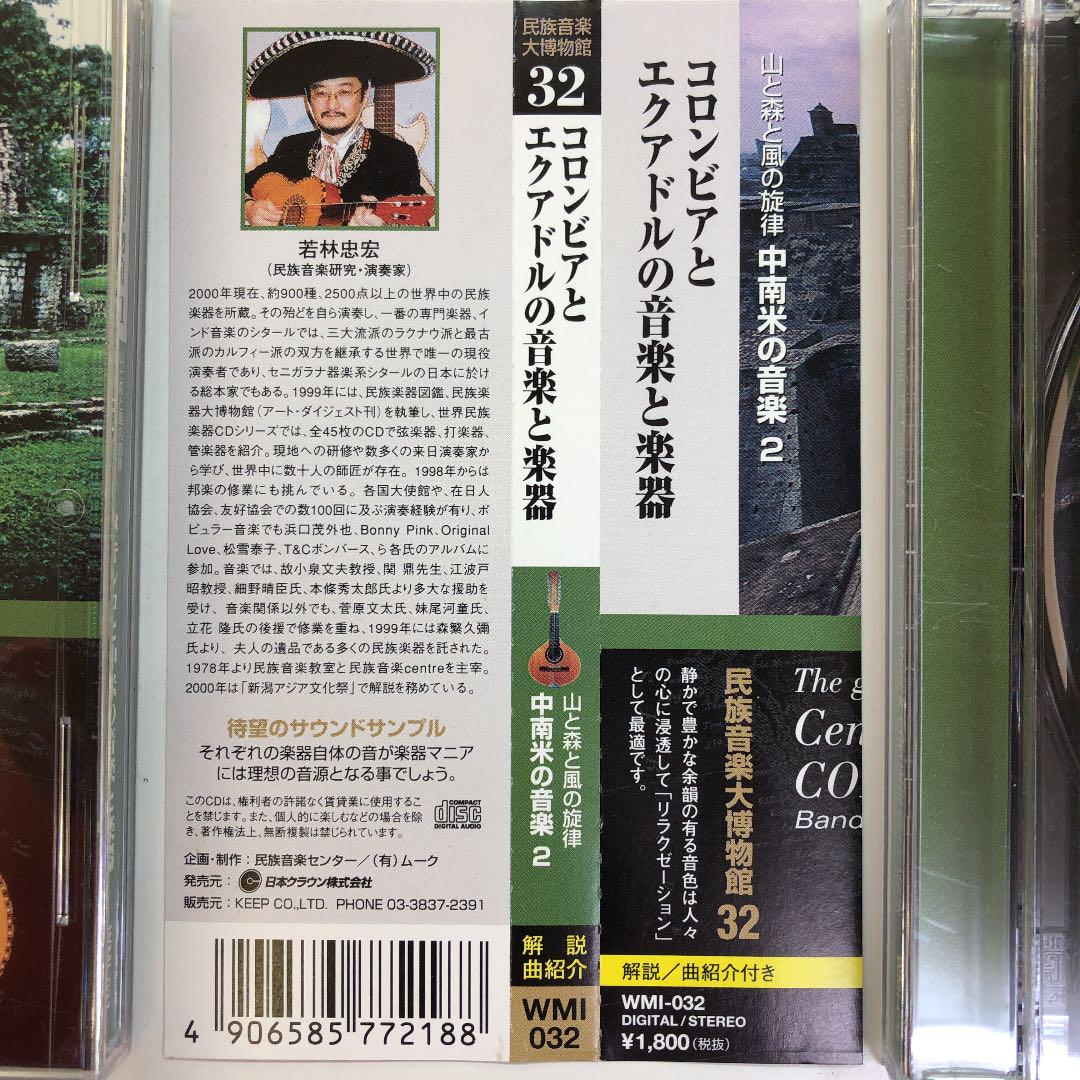 若林忠宏
(民族音楽研究・演奏家)
2000年現在、約900種、2500点以上の世界中の民族
楽器を所蔵。その殆どを自ら演奏し、一番の専門楽器、イ
ンド音楽のシタールでは、三大流派のラクナウ派と最古
派のカルフィー派の双方を継承する世界で唯一の現役
演奏者であり、セニガラナ器楽系シタールの日本に於け
る総本家でもある。1999年には、民族楽器図鑑、民族楽
器大博物館(アート・ダイジェスト刊)を執筆し、世界民族
楽器CDシリーズでは、全45枚のCDで弦楽器、打楽器、
管楽器を紹介。現地への研修や数多くの来日演奏家か
ら学び、世界中に数十人の師匠が存在。1998年からは
邦楽の修業にも挑んでいる。各国大使館や、在日人
協会、友好協会での数100回に及ぶ演奏経験が有り、ポ
ピュラー音楽でも浜口茂外也、Bonny Pink、Original
Love、松雪泰子、T&Cボンバース、ら各氏のアルバムに
参加。音楽では、故小泉文夫教授、関 鼎先生、江波戸
昭教授、細野晴臣氏、本條秀太郎氏より多大な援助を
受け、音楽関係以外でも、菅原文太氏、妹尾河童氏、
立花 隆氏の後援で修業を重ね、1999年には森繁久彌
氏より、夫人の遺品である多くの民族楽器を託された。
1978年より民族音楽教室と民族音楽centreを主宰。
2000年は「新潟アジア文化祭」で解説を務めている。
待望のサウンドサンプル
それぞれの楽器自体の音が楽器マニア
には理想の音源となる事でしょう。
このCDは、権利者の許諾なく賃貸業に使用するこ
とを禁じます。また、個人的に楽しむなどの場合を除
き、著作権法上、無断複製は禁じられています。
COMPACT
disc
DIGITAL AUDIO
企画・制作：民族音楽センター/(有)ムーク
発売元：日本クラウン株式会社
販売元：KEEP CO.,LTD. PHONE 03-3837-2391
4 906585 772188
民族音楽
大博物館
32
コロンビアと
エクアドルの音楽と楽器
山と森と風の旋律
中南米の音楽 2
解説
曲紹介
WMI
032
コロンビアと
エクアドルの音楽と楽器
山と森と風の旋律 中南米の音楽 2
民族音楽大博物館 32
静かで豊かな余韻の有る音色は人々
の心に浸透して「リラクゼーション」
として最適です。
The g
Cen
CO
Band
解説/曲紹介付き
WMI-032
DIGITAL/STEREO
¥1,800(税抜)